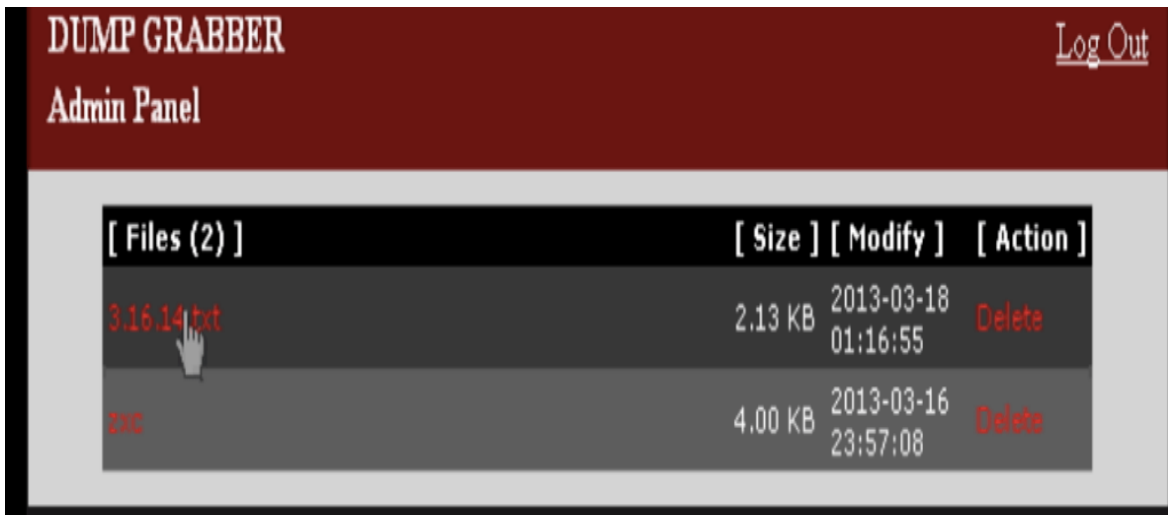 DUMP GRABBER
Log Out
Admin Panel
[ Files (2) ] [ Size ] [ Modify ] [ Action ]
3.16.14.txt 2.13 KB 2013-03-18 01:16:55 Delete
zxc 4.00 KB 2013-03-16 23:57:08 Delete